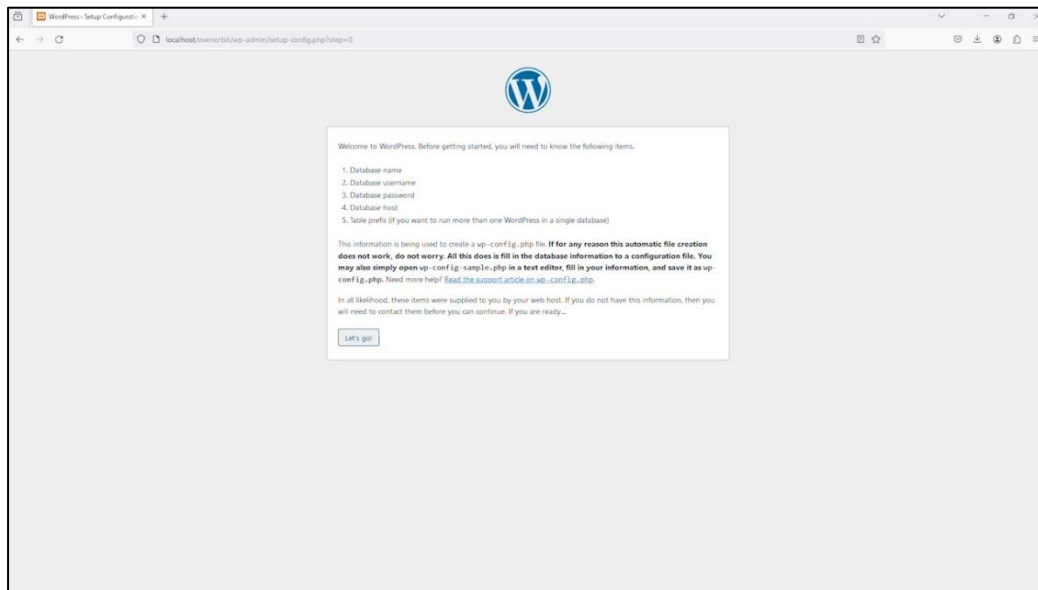 WordPress › Setup Configuratio
localhost/ovenorbit/wp-admin/setup-config.php?step=0
Welcome to WordPress. Before getting started, you will need to know the following items.
1. Database name
2. Database username
3. Database password
4. Database host
5. Table prefix (if you want to run more than one WordPress in a single database)
This information is being used to create a wp-config.php file. If for any reason this automatic file creation
does not work, do not worry. All this does is fill in the database information to a configuration file. You
may also simply open wp-config-sample.php in a text editor, fill in your information, and save it as wp-
config.php. Need more help? Read the support article on wp-config.php.
In all likelihood, these items were supplied to you by your web host. If you do not have this information, then you
will need to contact them before you can continue. If you are ready...
Let's go!